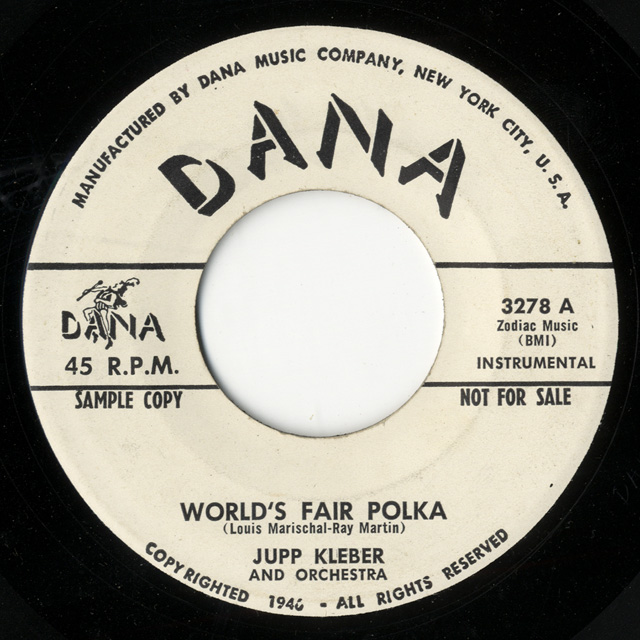 MANUFACTURED BY DANA MUSIC COMPANY, NEW YORK CITY, U.S.A.
DANA
DANA
45 R.P.M.
SAMPLE COPY
3278 A
Zodiac Music
(BMI)
INSTRUMENTAL
NOT FOR SALE
WORLD'S FAIR POLKA
(Louis Marischal-Ray Martin)
JUPP KLEBER
AND ORCHESTRA
COPYRIGHTED 1946 - ALL RIGHTS RESERVED